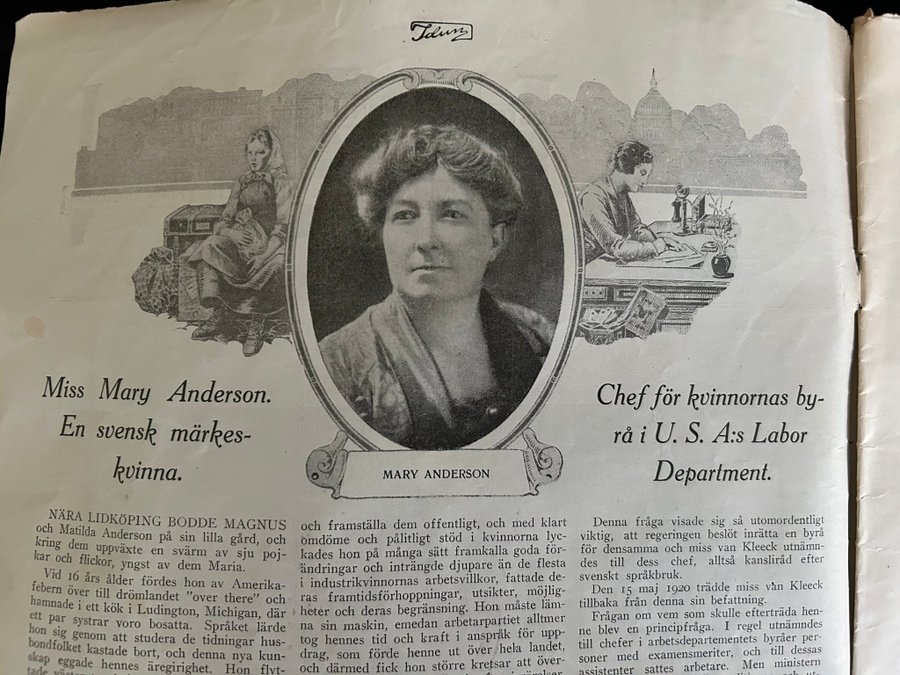 Idun
Miss Mary Anderson.
En svensk märkes-
kvinna.
MARY ANDERSON
Chef för kvinnornas by-
rå i U. S. A:s Labor
Department.
NÄRA LIDKÖPING BODDE MAGNUS
och Matilda Anderson på sin lilla gård, och
kring dem uppväxte en svärm av sju poj-
kar och flickor, yngst av dem Maria.
Vid 16 års ålder fördes hon av Amerika-
febern över till drömlandet "over there" och
hamnade i ett kök i Ludington, Michigan, där
ett par systrar voro bosatta. Språket lärde
hon sig genom att studera de tidningar hus-
bondfolket kastade bort, och denna nya kun-
skap eggade hennes äregirighet. Hon flyt-
och framställa dem offentligt, och med klart
omdöme och pålitligt stöd i kvinnorna lyc-
kades hon på många sätt framkalla goda för-
ändringar och inträngde djupare än de flesta
i industrikvinnornas arbetsvillkor, fattade de-
ras framtidsförhoppningar, utsikter, möjlig-
heter och deras begränsning. Hon måste läm-
na sin maskin, emedan arbetarpartiet alltmer
tog hennes tid och kraft i anspråk för upp-
drag, som förde henne ut över hela landet,
och därmed fick hon större kretsar att över-
Denna fråga visade sig så utomordentligt
viktig, att regeringen beslöt inrätta en byrå
för densamma och miss van Kleeck utnämn-
des till dess chef, alltså kansliråd efter
svenskt språkbruk.
Den 15 maj 1920 trädde miss van Kleeck
tillbaka från denna sin befattning.
Frågan om vem som skulle efterträda hen-
ne blev en principfråga. I regel utnämndes
till chefer i arbetsdepartementets byråer per-
soner med examensmeriter, och till dessas
assistenter sattes arbetare. Men ministern